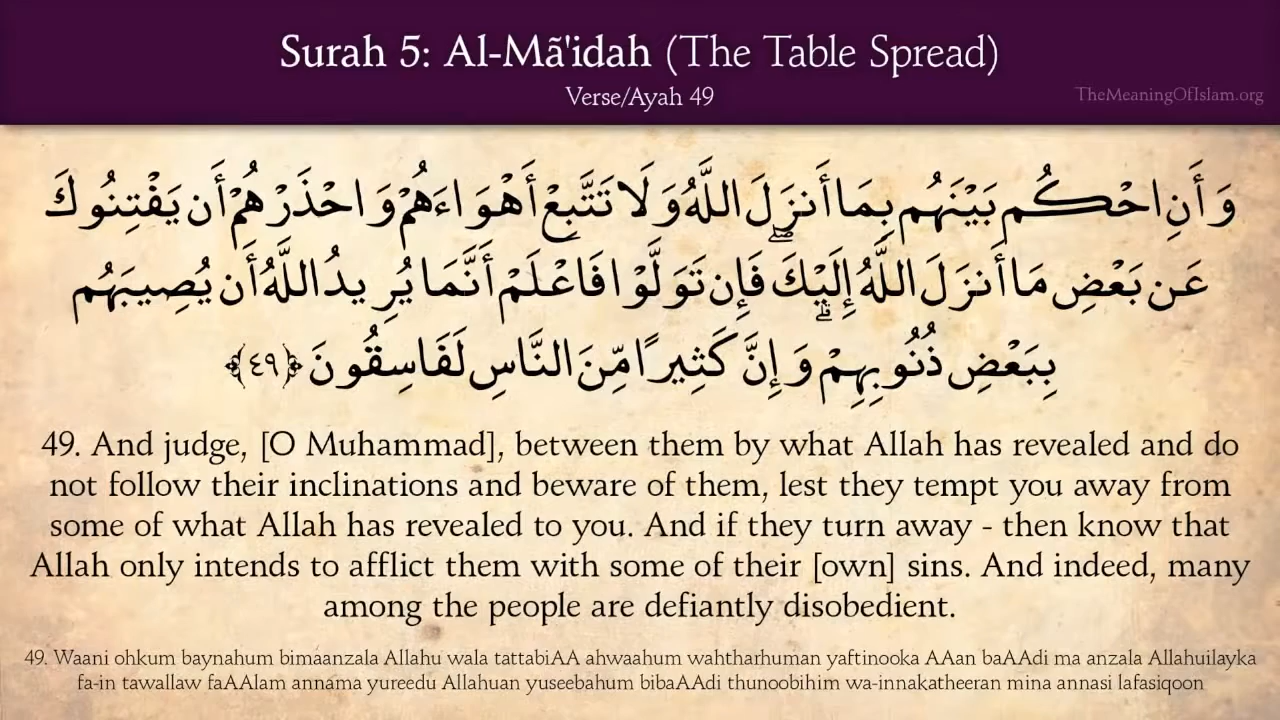 Surah 5: Al-Mã'idah (The Table Spread)
Verse/Ayah 49
TheMeaningOfIslam.org
وَأَنِ احْكُم بَيْنَهُم بِمَا أَنزَلَ اللَّهُ وَلَا تَتَّبِعْ أَهْوَاءَهُمْ وَاحْذَرْهُمْ أَن يَفْتِنُوكَ
عَن بَعْضِ مَا أَنزَلَ اللَّهُ إِلَيْكَ ۖ فَإِن تَوَلَّوْا فَاعْلَمْ أَنَّمَا يُرِيدُ اللَّهُ أَن يُصِيبَهُم
بِبَعْضِ ذُنُوبِهِمْ ۗ وَإِنَّ كَثِيرًا مِّنَ النَّاسِ لَفَاسِقُونَ ﴿٤٩﴾
49. And judge, [O Muhammad], between them by what Allah has revealed and do
not follow their inclinations and beware of them, lest they tempt you away from
some of what Allah has revealed to you. And if they turn away - then know that
Allah only intends to afflict them with some of their [own] sins. And indeed, many
among the people are defiantly disobedient.
49. Waani ohkum baynahum bimaanzala Allahu wala tattabiAA ahwaahum wahtharhuman yaftinooka AAan baAAdi ma anzala Allahuilayka
fa-in tawallaw faAAlam annama yureedu Allahuan yuseebahum bibaAAdi thunoobihim wa-innakatheeran mina annasi lafasiqoon